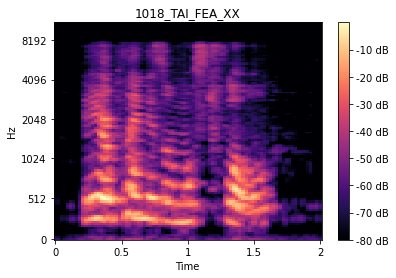 1018_TAI_FEA_XX
8192
4096
2048
1024
512
0
Hz
0
0.5
1
1.5
2
Time
-10 dB
-20 dB
-30 dB
-40 dB
-50 dB
-60 dB
-70 dB
-80 dB